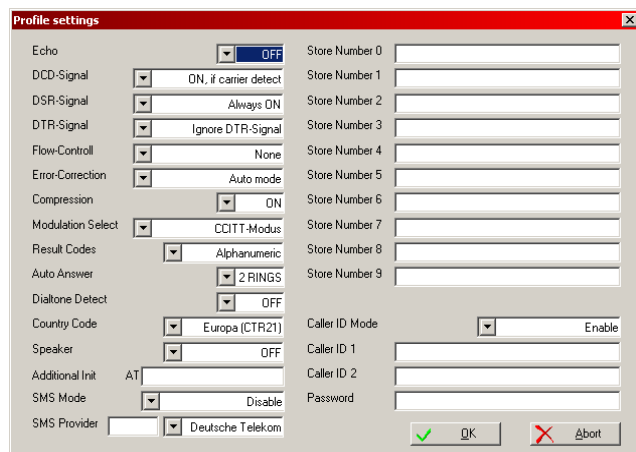 Profile settings
Echo OFF
DCD-Signal ON, if carrier detect
DSR-Signal Always ON
DTR-Signal Ignore DTR-Signal
Flow-Controll None
Error-Correction Auto mode
Compression ON
Modulation Select CCITT-Modus
Result Codes Alphanumeric
Auto Answer 2 RINGS
Dialtone Detect OFF
Country Code Europa (CTR21)
Speaker OFF
Additional Init AT
SMS Mode Disable
SMS Provider Deutsche Telekom
Store Number 0
Store Number 1
Store Number 2
Store Number 3
Store Number 4
Store Number 5
Store Number 6
Store Number 7
Store Number 8
Store Number 9
Caller ID Mode Enable
Caller ID 1
Caller ID 2
Password
OK Abort